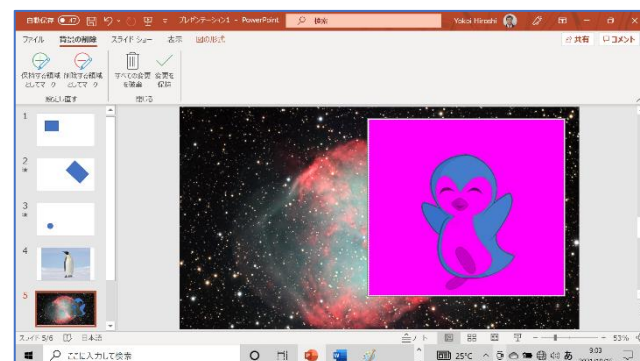 自動保存 プレゼンテーション1 - PowerPoint 検索 Yokoi Hiroshi
ファイル 背景の削除 スライド ショー 表示 図の形式 共有 コメント
保持する領域 削除する領域 すべての変更 変更を
としてマーク としてマーク を破棄 保持
設定し直す 閉じる
1
2
3
4
5
スライド 5/6 日本語 ノート 53%
ここに入力して検索 25°C あ 9:03